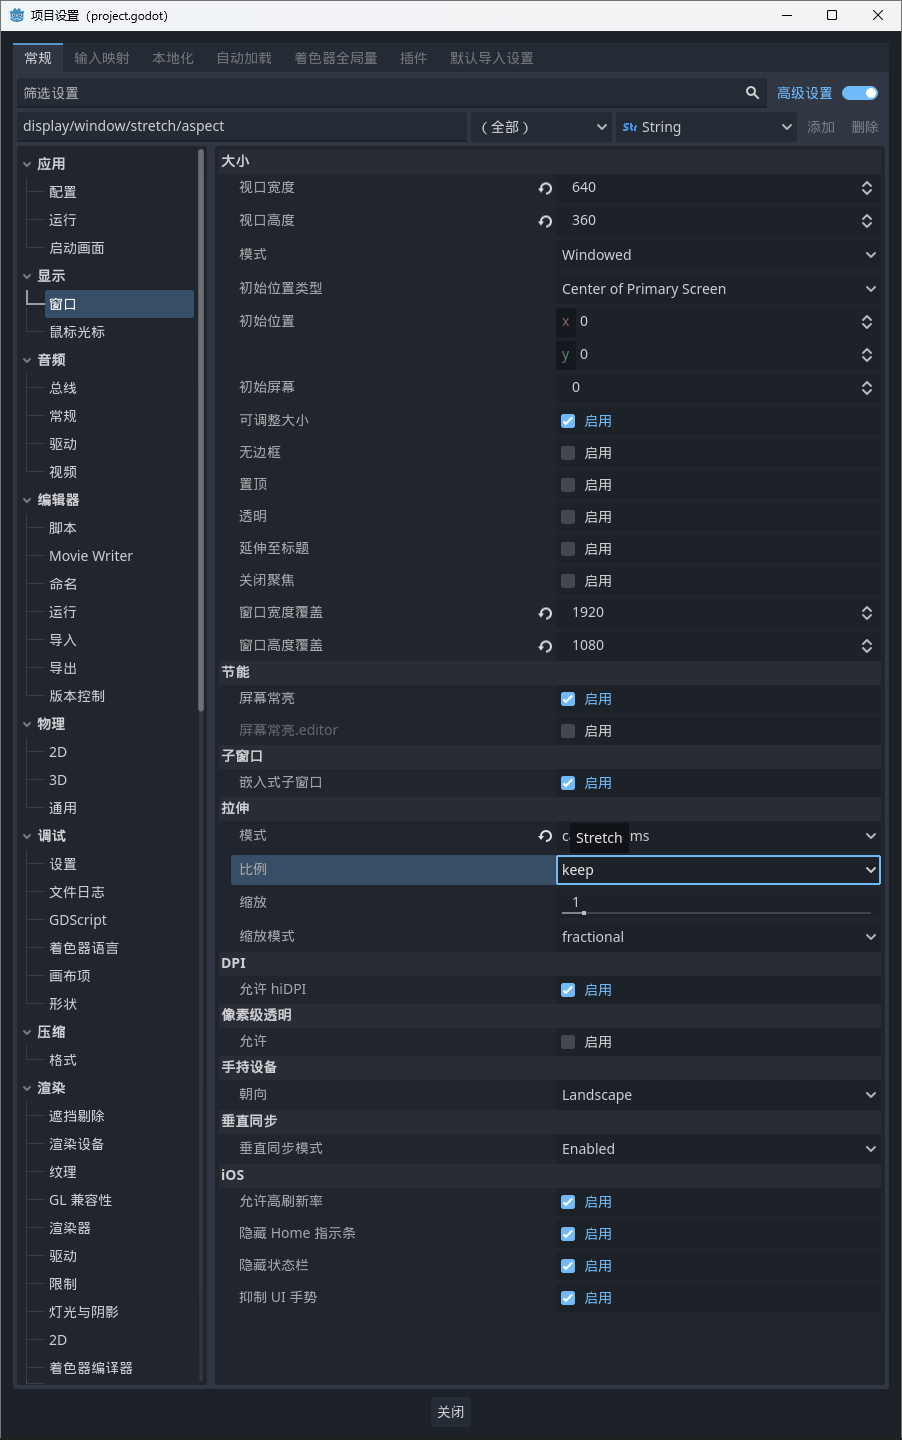 项目设置（project.godot）
常规 输入映射 本地化 自动加载 着色器全局量 插件 默认导入设置
筛选设置 高级设置
display/window/stretch/aspect （全部） Str String 添加 删除
应用
配置
运行
启动画面
显示
窗口
鼠标光标
音频
总线
常规
驱动
视频
编辑器
脚本
Movie Writer
命名
运行
导入
导出
版本控制
物理
2D
3D
通用
调试
设置
文件日志
GDScript
着色器语言
画布项
形状
压缩
格式
渲染
遮挡剔除
渲染设备
纹理
GL 兼容性
渲染器
驱动
限制
灯光与阴影
2D
着色器编译器
大小
视口宽度 640
视口高度 360
模式 Windowed
初始位置类型 Center of Primary Screen
初始位置 x 0
y 0
初始屏幕 0
可调整大小 启用
无边框 启用
置顶 启用
透明 启用
延伸至标题 启用
关闭聚焦 启用
窗口宽度覆盖 1920
窗口高度覆盖 1080
节能
屏幕常亮 启用
屏幕常亮.editor 启用
子窗口
嵌入式子窗口 启用
拉伸
模式 Stretch ms
比例 keep
缩放 1
缩放模式 fractional
DPI
允许 hiDPI 启用
像素级透明
允许 启用
手持设备
朝向 Landscape
垂直同步
垂直同步模式 Enabled
iOS
允许高刷新率 启用
隐藏 Home 指示条 启用
隐藏状态栏 启用
抑制 UI 手势 启用
关闭